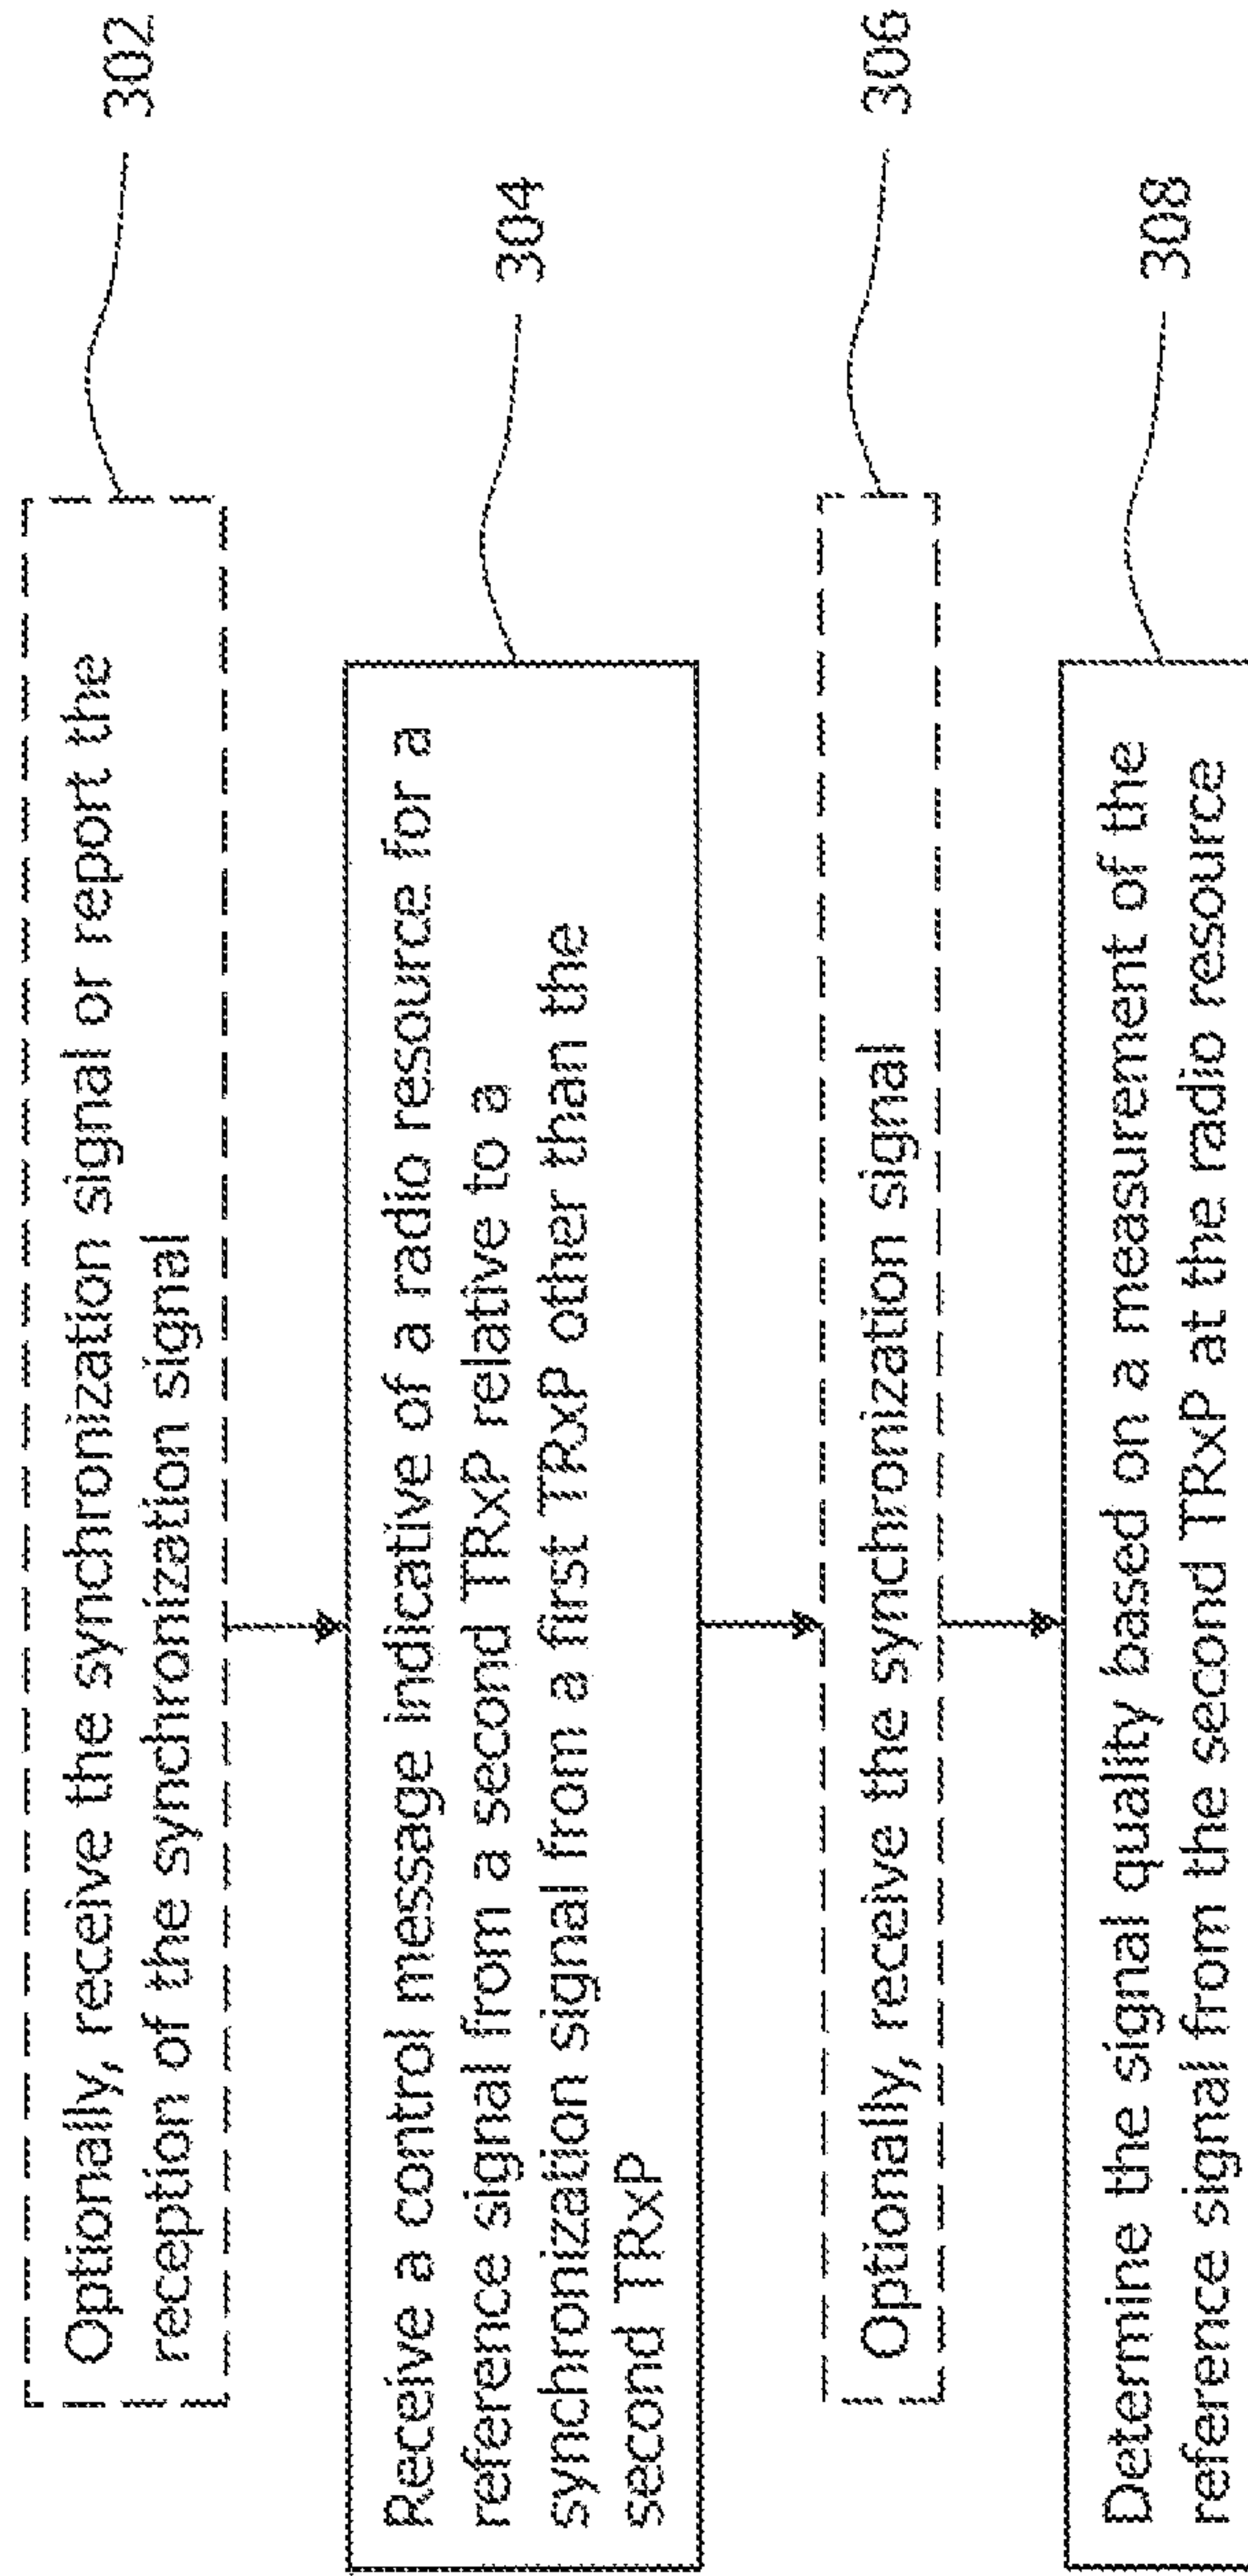 Optionally, receive the synchronization signal or report the
reception of the synchronization signal
302
Receive a control message indicative of a radio resource for a
reference signal from a second TRxP relative to a
synchronization signal from a first TRxP other than the
second TRxP
304
Optionally, receive the synchronization signal
306
Determine the signal quality based on a measurement of the
reference signal from the second TRxP at the radio resource
308